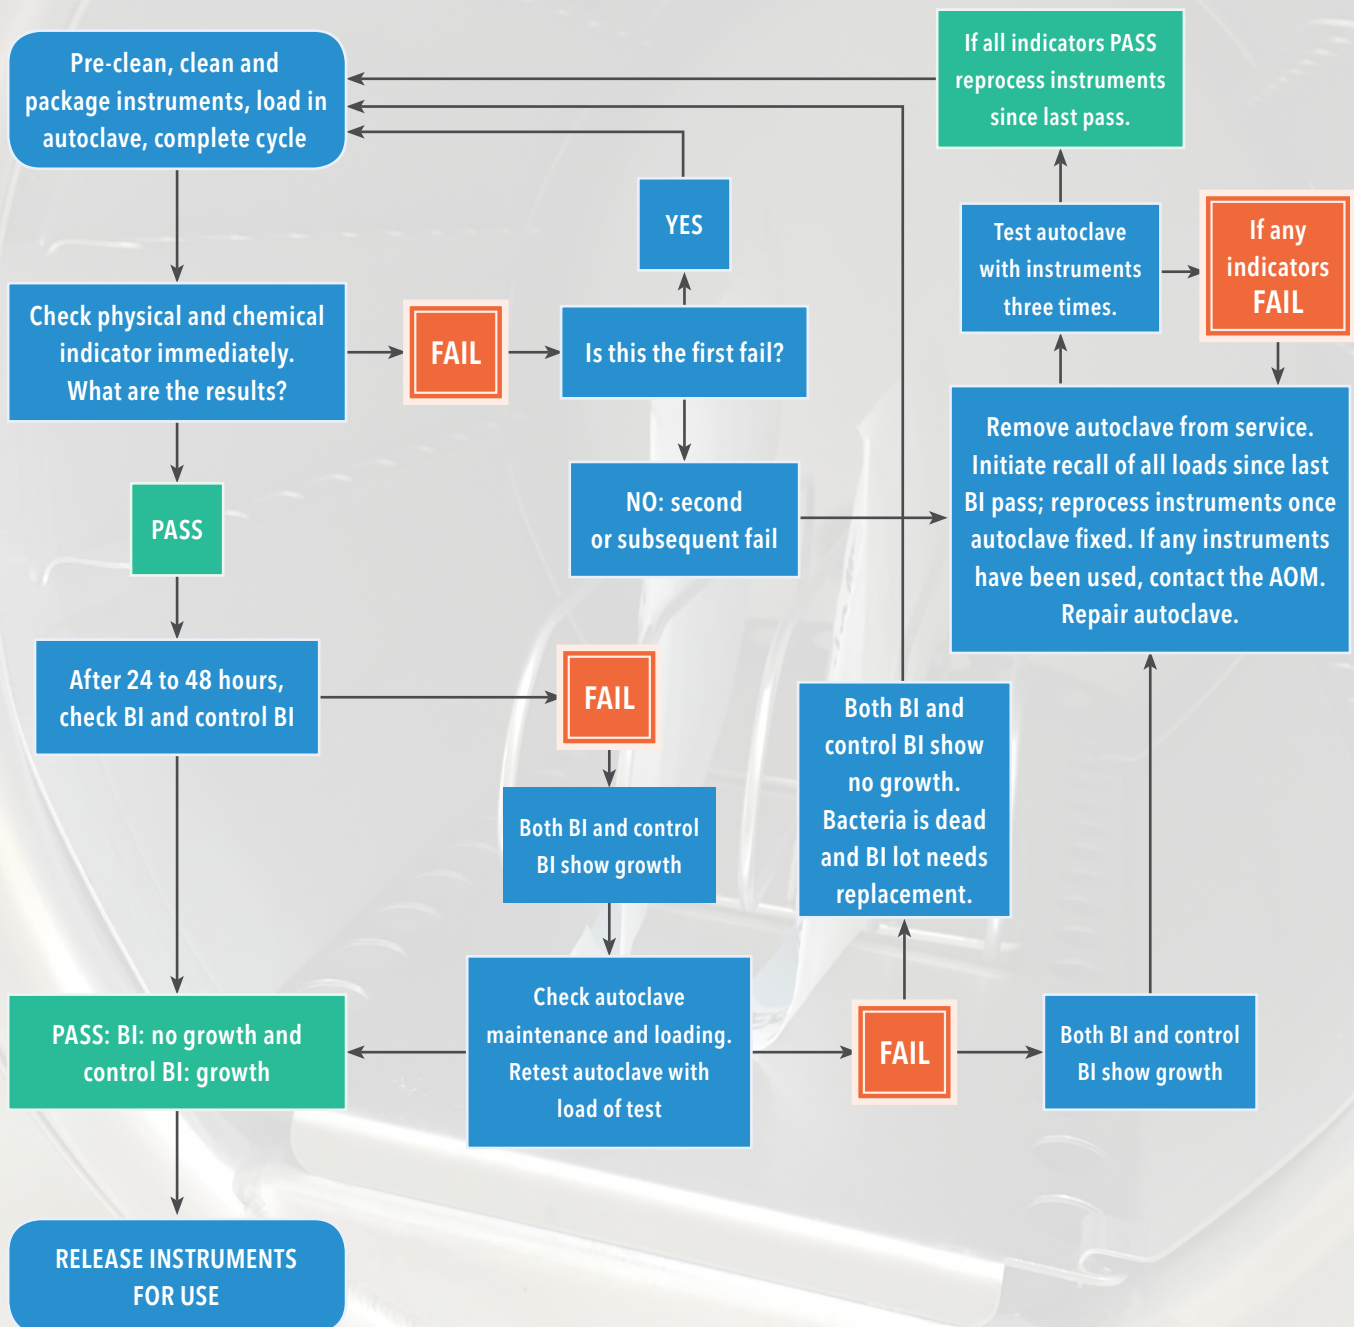 Pre-clean, clean and
package instruments, load in
autoclave, complete cycle
If all indicators PASS
reprocess instruments
since last pass.
YES
Test autoclave
with instruments
three times.
If any
indicators
FAIL
Check physical and chemical
indicator immediately.
What are the results?
FAIL
Is this the first fail?
NO: second
or subsequent fail
Remove autoclave from service.
Initiate recall of all loads since last
BI pass; reprocess instruments once
autoclave fixed. If any instruments
have been used, contact the AOM.
Repair autoclave.
PASS
After 24 to 48 hours,
check BI and control BI
FAIL
Both BI and control
BI show growth
Both BI and
control BI show
no growth.
Bacteria is dead
and BI lot needs
replacement.
PASS: BI: no growth and
control BI: growth
Check autoclave
maintenance and loading.
Retest autoclave with
load of test
FAIL
Both BI and control
BI show growth
RELEASE INSTRUMENTS
FOR USE